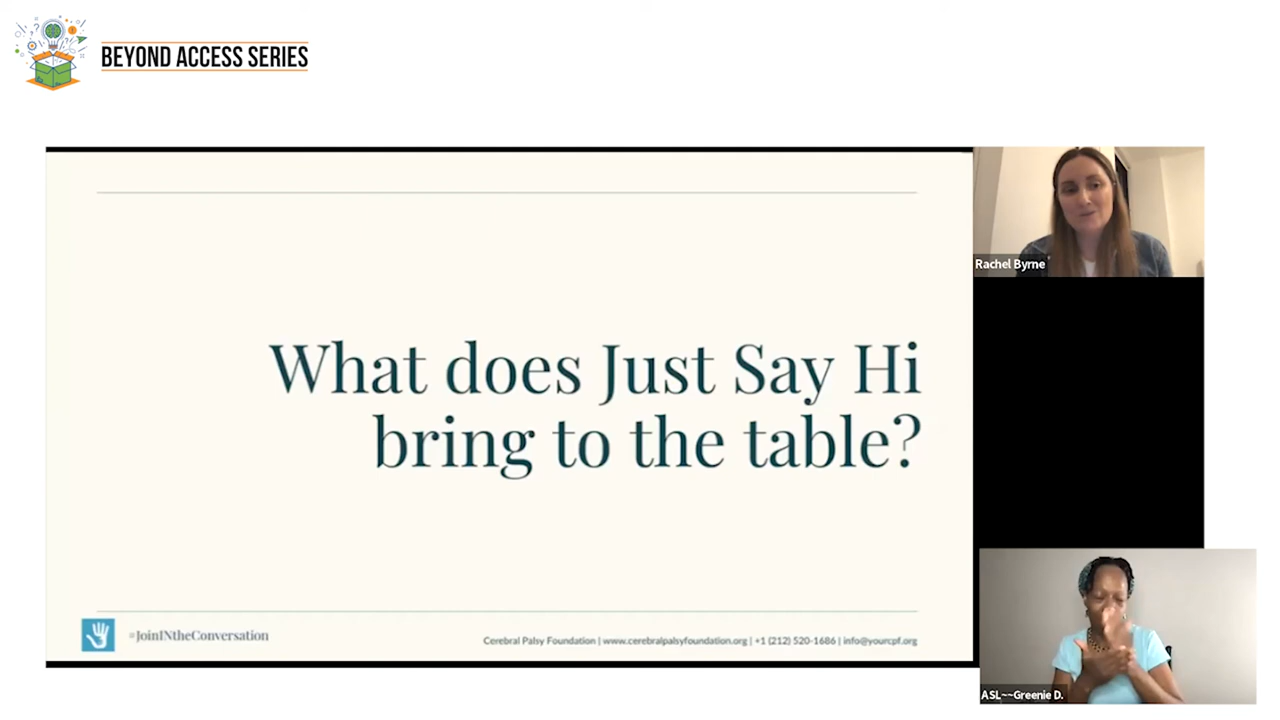 BEYOND ACCESS SERIES
What does Just Say Hi
bring to the table?
Rachel Byrne
#JoinINtheConversation
Cerebral Palsy Foundation | www.cerebralpalsyfoundation.org | +1 (212) 520-1686 | info@yourcpf.org
ASL~~Greenie D.